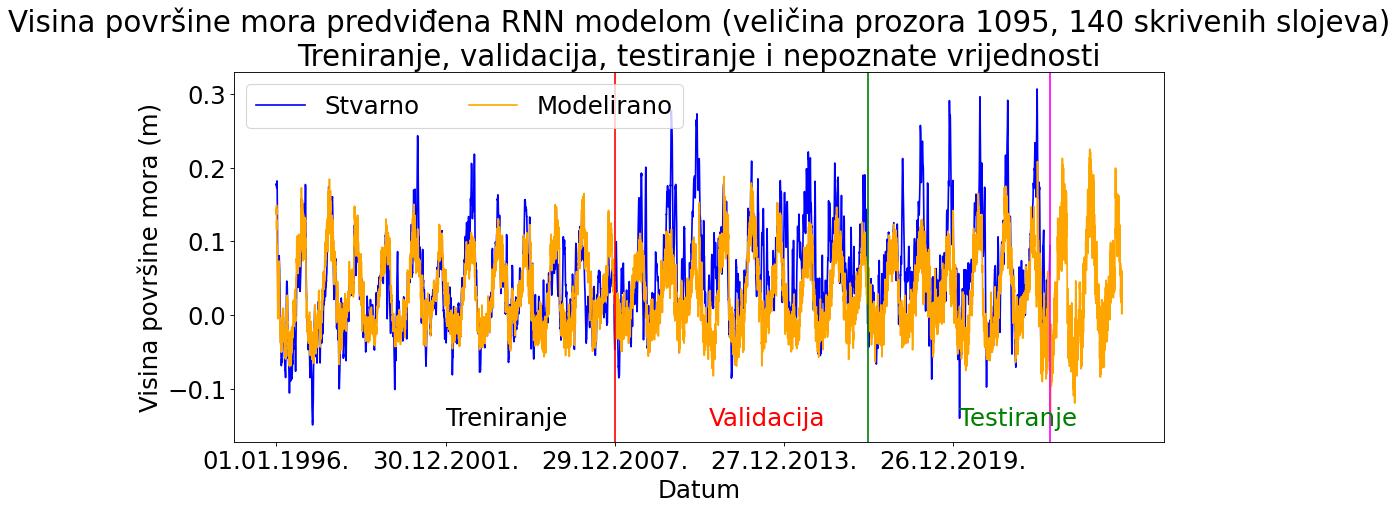 Visina površine mora predviđena RNN modelom (veličina prozora 1095, 140 skrivenih slojeva)
Treniranje, validacija, testiranje i nepoznate vrijednosti
Stvarno Modelirano
Visina površine mora (m)
0.3
0.2
0.1
0.0
−0.1
Treniranje Validacija Testiranje
01.01.1996. 30.12.2001. 29.12.2007. 27.12.2013. 26.12.2019.
Datum